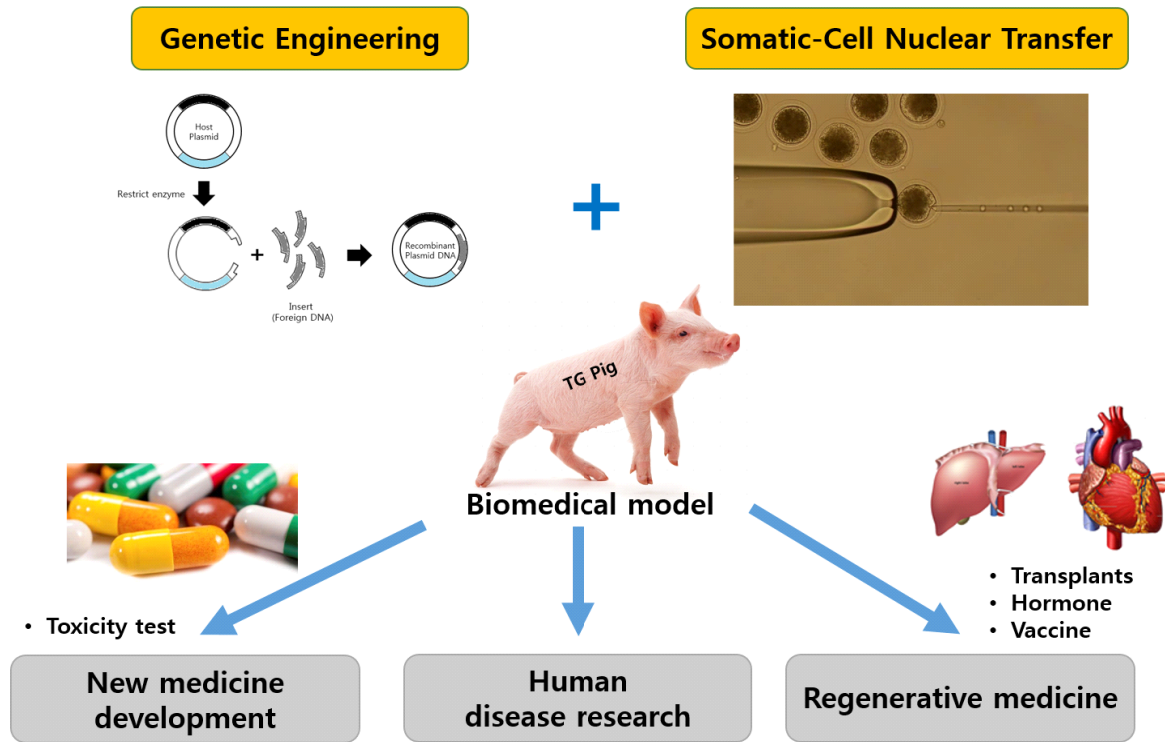 Genetic Engineering
Somatic-Cell Nuclear Transfer
Host
Plasmid
Restrict enzyme
+
Recombinant
Plasmid DNA
Insert
(Foreign DNA)
+
TG Pig
Biomedical model
• Toxicity test
• Transplants
• Hormone
• Vaccine
New medicine
development
Human
disease research
Regenerative medicine